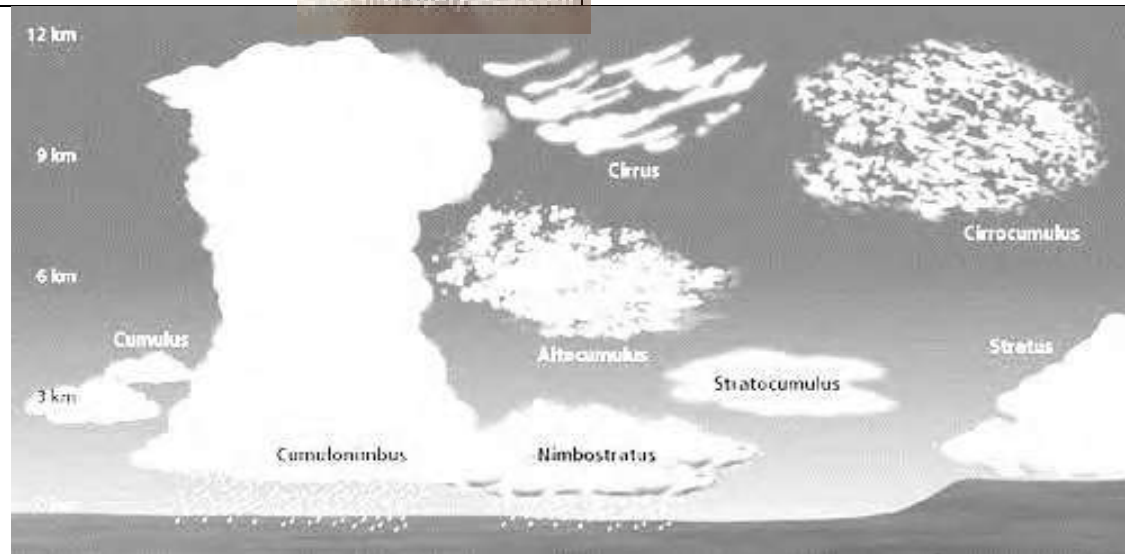 12 km
9 km
Cirrus
Cirrocumulus
6 km
Cumulus
Altocumulus
Stratus
Stratocumulus
3 km
Cumulonimbus
Nimbostratus